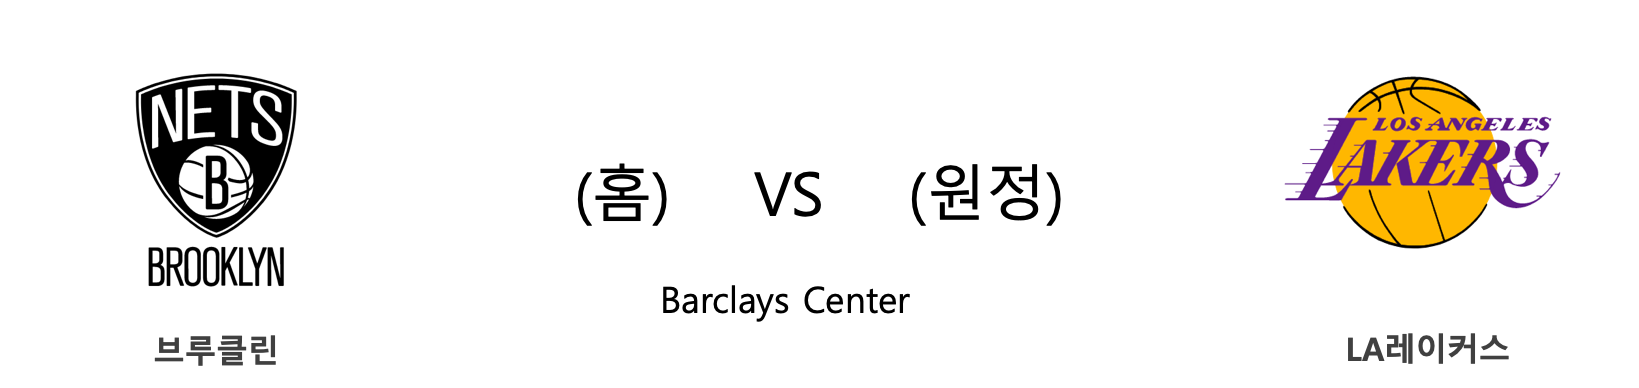 NETS
B
BROOKLYN
브루클린
(홈) VS (원정)
Barclays Center
LOS ANGELES
LAKERS
LA레이커스